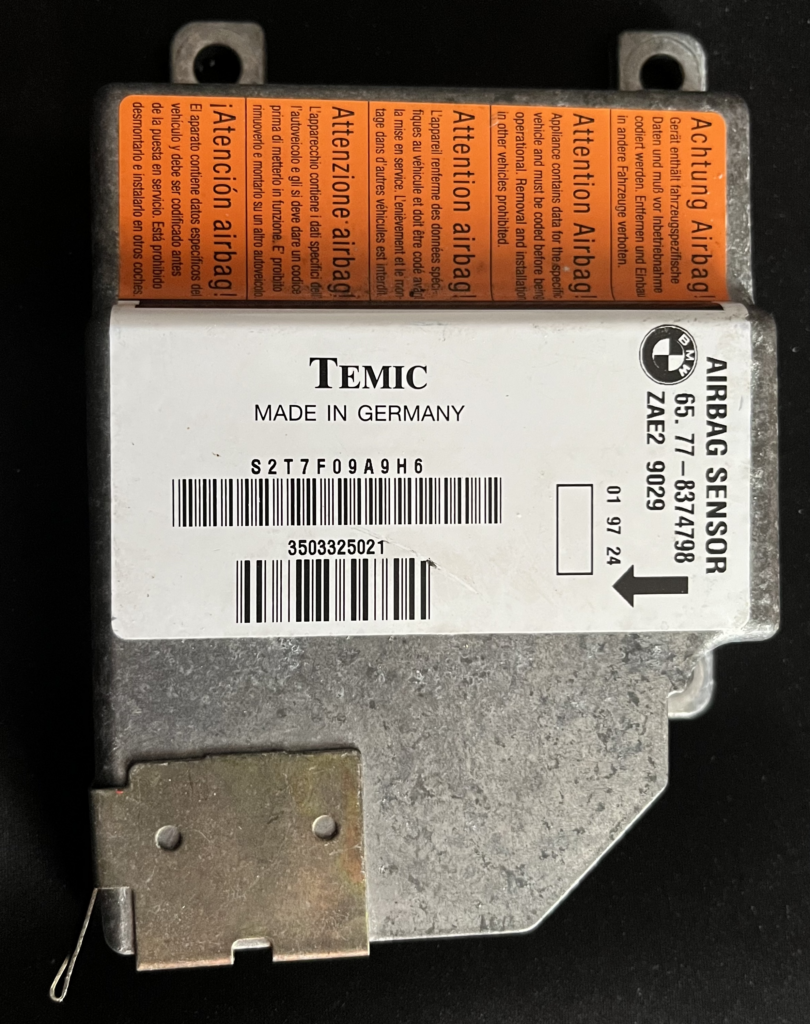 Achtung Airbag!
Gerät enthält fahrzeugspezifische
Daten und muß vor Inbetriebnahme
codiert werden. Entfernen und Einbau
in andere Fahrzeuge verboten.
Attention Airbag!
Appliance contains data for the specific
vehicle and must be coded before being
operational. Removal and installation
in other vehicles prohibited.
Attention airbag!
L'appareil renferme des données spéci-
fiques au véhicule et doit être codé avant
la mise en service. L'enlèvement et le mon-
tage dans d'autres véhicules est interdit.
Attenzione airbag!
L'apparecchio contiene i dati specifici dell'
l'autoveicolo e gli si deve dare un codice
prima di metterlo in funzione. E' proibito
rimuoverlo e montarlo su un altro autoveicolo
¡Atención airbag!
El aparato contiene datos específicos del
vehículo y debe ser codificado antes
de la puesta en servicio. Está prohibido
desmontarlo e instalarlo en otros coches.
BMW
AIRBAG SENSOR
65. 77-8374798
ZAE2 9029
01 97 24
TEMIC
MADE IN GERMANY
S2T7F09A9H6
3503325021